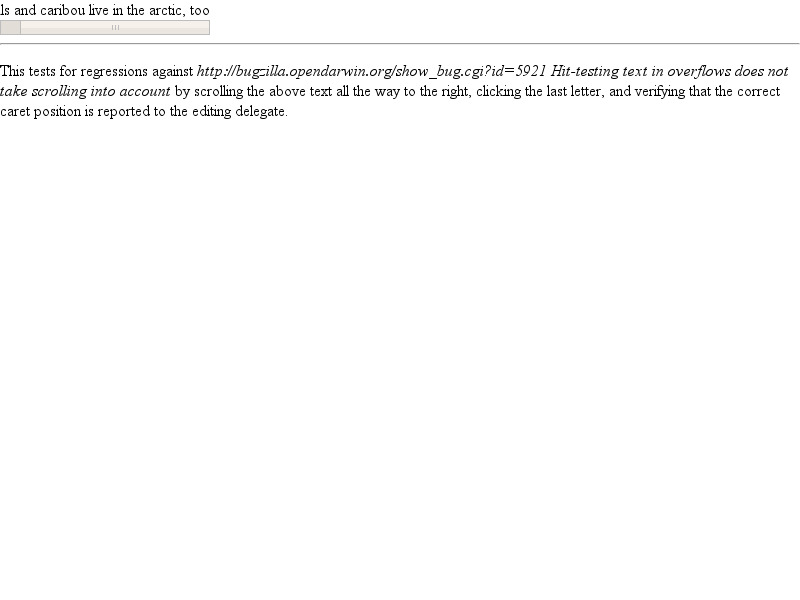 ls and caribou live in the arctic, too
This tests for regressions against http://bugzilla.opendarwin.org/show_bug.cgi?id=5921 Hit-testing text in overflows does not
take scrolling into account by scrolling the above text all the way to the right, clicking the last letter, and verifying that the correct
caret position is reported to the editing delegate.